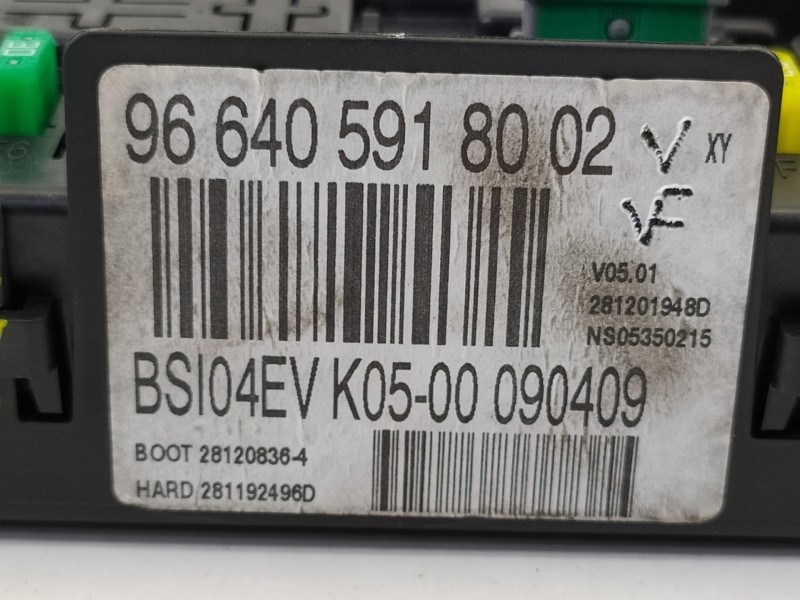 96 640 591 80 02 V XY
VF
V05.01
281201948D
NS05350215
BSI04EV K05-00 090409
BOOT 28120836-4
HARD 281192496D